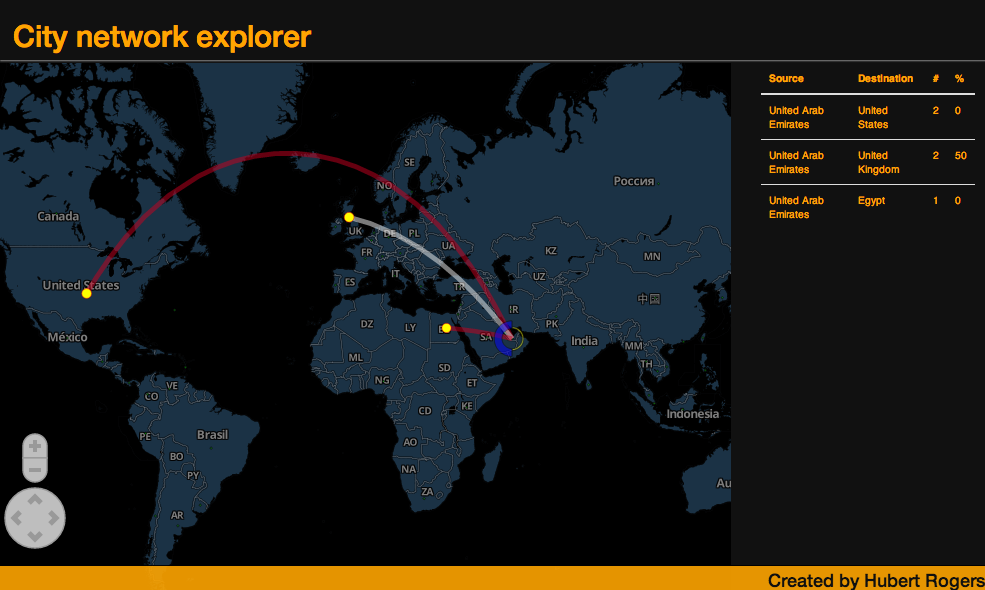 City network explorer
Source Destination # %
United Arab Emirates United States 2 0
United Arab Emirates United Kingdom 2 50
United Arab Emirates Egypt 1 0
SE
NO
Россия
Canada
UK DE PL
UA
FR
KZ
MN
IT
UZ
United States
ES
TR
中国
IR
DZ LY
PK
México
SA
India
MM
ML
SD
TH
NG
ET
VE
CO
KE
CD
Indonesia
PE
Brasil
AO
BO
NA
PY
Au
ZA
AR
+
−
Created by Hubert Rogers